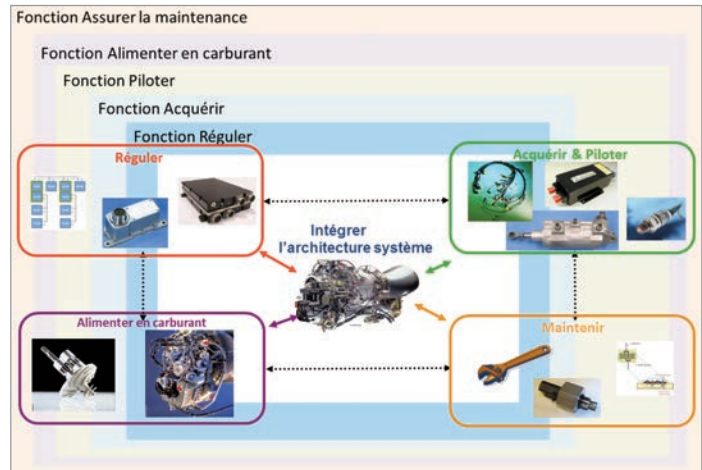 Fonction Assurer la maintenance
Fonction Alimenter en carburant
Fonction Piloter
Fonction Acquérir
Fonction Réguler
Réguler
Acquérir & Piloter
Intégrer
l'architecture système
Alimenter en carburant
Maintenir